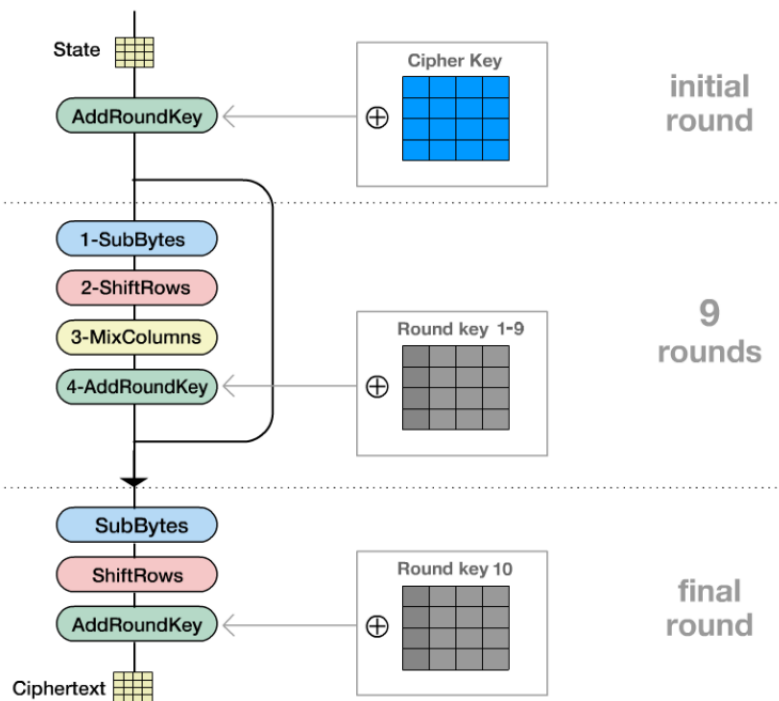 State
Cipher Key
AddRoundKey
initial
round
1-SubBytes
2-ShiftRows
3-MixColumns
4-AddRoundKey
Round key 1-9
9
rounds
SubBytes
ShiftRows
AddRoundKey
Round key 10
final
round
Ciphertext